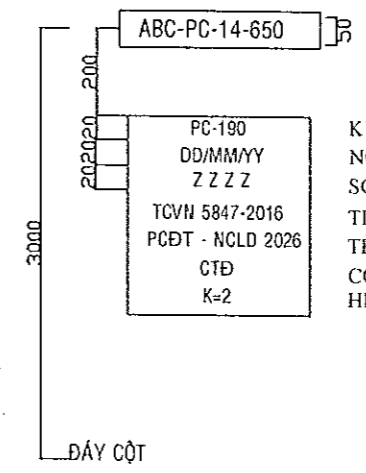 ABC-PC-14-650
50
200
PC-190
20
DD/MM/YY
20
Z Z Z Z
20
TCVN 5847-2016
PCĐT - NCLD 2026
3000
CTĐ
K=2
ĐÁY CỘT